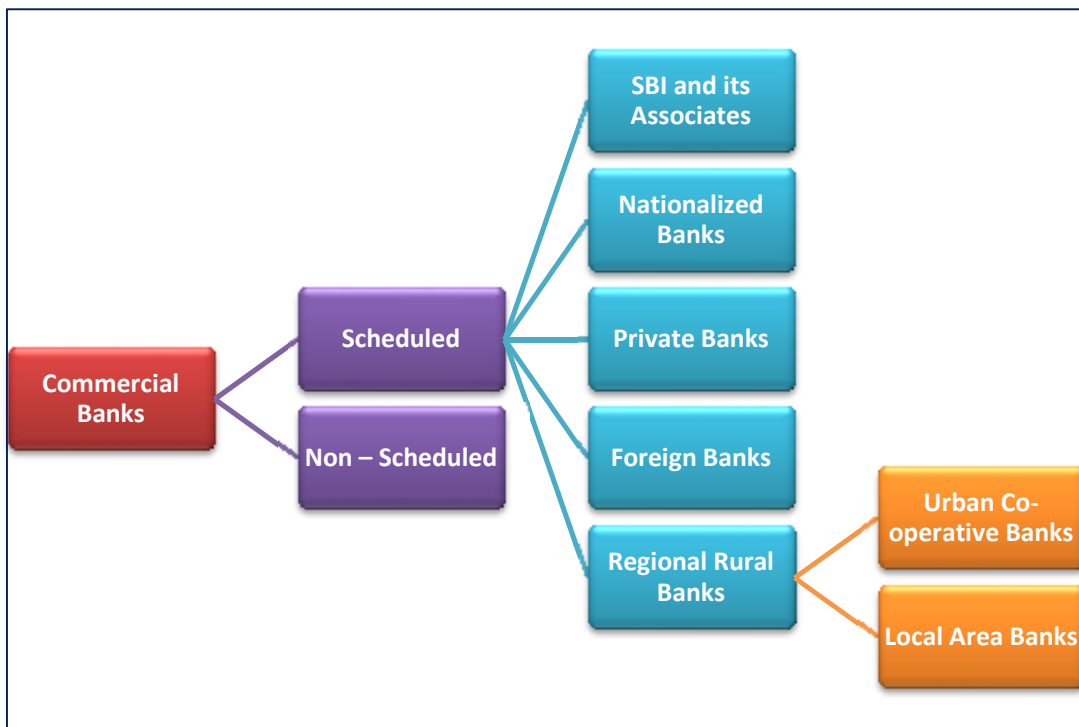 SBI and its
Associates
Nationalized
Banks
Scheduled
Private Banks
Commercial
Banks
Non – Scheduled
Foreign Banks
Urban Co-
operative Banks
Regional Rural
Banks
Local Area Banks